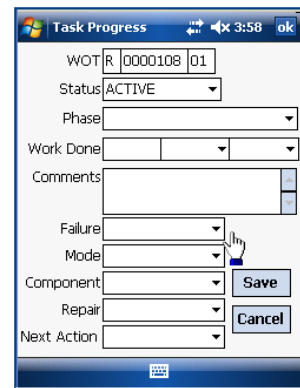 Task Progress 3:58 ok
WOT R 0000108 01
Status ACTIVE
Phase
Work Done
Comments
Failure
Mode
Component Save
Repair Cancel
Next Action